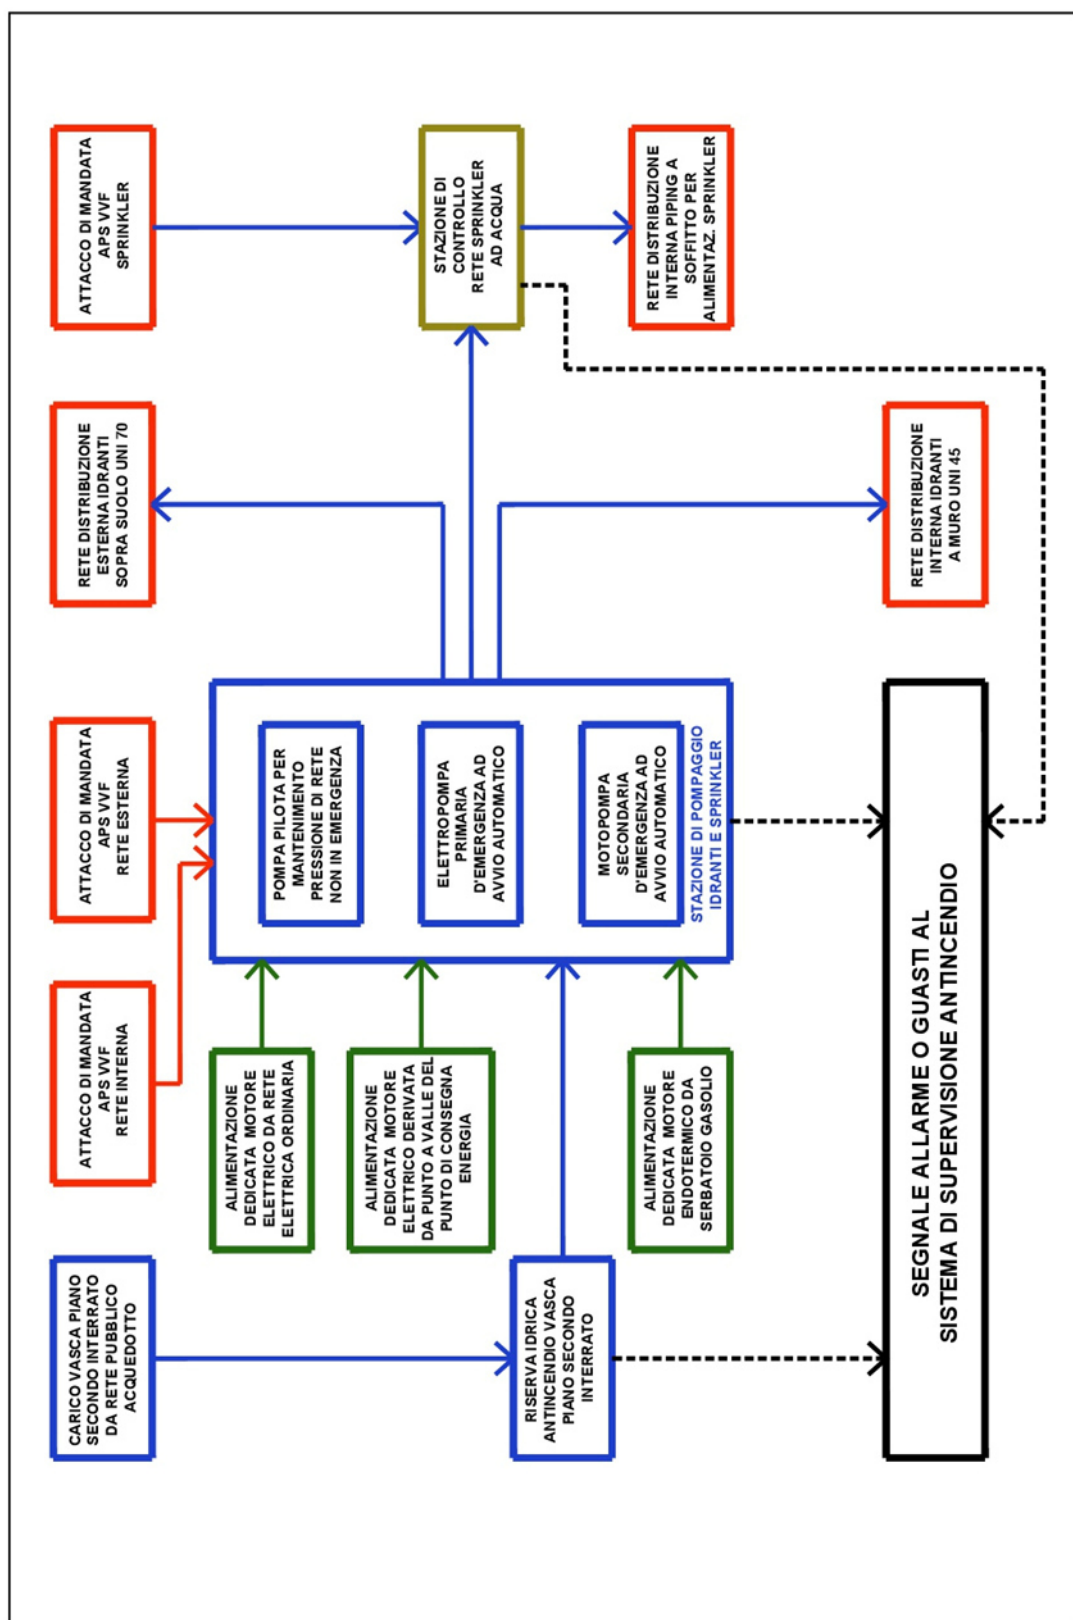 CARICO VASCA PIANO
SECONDO INTERRATO
DA RETE PUBBLICO
ACQUEDOTTO
ATTACCO DI MANDATA
APS VVF
RETE INTERNA
ATTACCO DI MANDATA
APS VVF
RETE ESTERNA
RETE DISTRIBUZIONE
ESTERNA IDRANTI
SOPRA SUOLO UNI 70
ATTACCO DI MANDATA
APS VVF
SPRINKLER
ALIMENTAZIONE
DEDICATA MOTORE
ELETTRICO DA RETE
ELETTRICA ORDINARIA
POMPA PILOTA PER
MANTENIMENTO
PRESSIONE DI RETE
NON IN EMERGENZA
ALIMENTAZIONE
DEDICATA MOTORE
ELETTRICO DERIVATA
DA PUNTO A VALLE DEL
PUNTO DI CONSEGNA
ENERGIA
ELETTROPOMPA
PRIMARIA
D'EMERGENZA AD
AVVIO AUTOMATICO
STAZIONE DI
CONTROLLO
RETE SPRINKLER
AD ACQUA
RISERVA IDRICA
ANTINCENDIO VASCA
PIANO SECONDO
INTERRATO
ALIMENTAZIONE
DEDICATA MOTORE
ENDOTERMICO DA
SERBATOIO GASOLIO
MOTOPOMPA
SECONDARIA
D'EMERGENZA AD
AVVIO AUTOMATICO
STAZIONE DI POMPAGGIO
IDRANTI E SPRINKLER
RETE DISTRIBUZIONE
INTERNA PIPING A
SOFFITTO PER
ALIMENTAZ. SPRINKLER
SEGNALE ALLARME O GUASTI AL
SISTEMA DI SUPERVISIONE ANTINCENDIO
RETE DISTRIBUZIONE
INTERNA IDRANTI
A MURO UNI 45